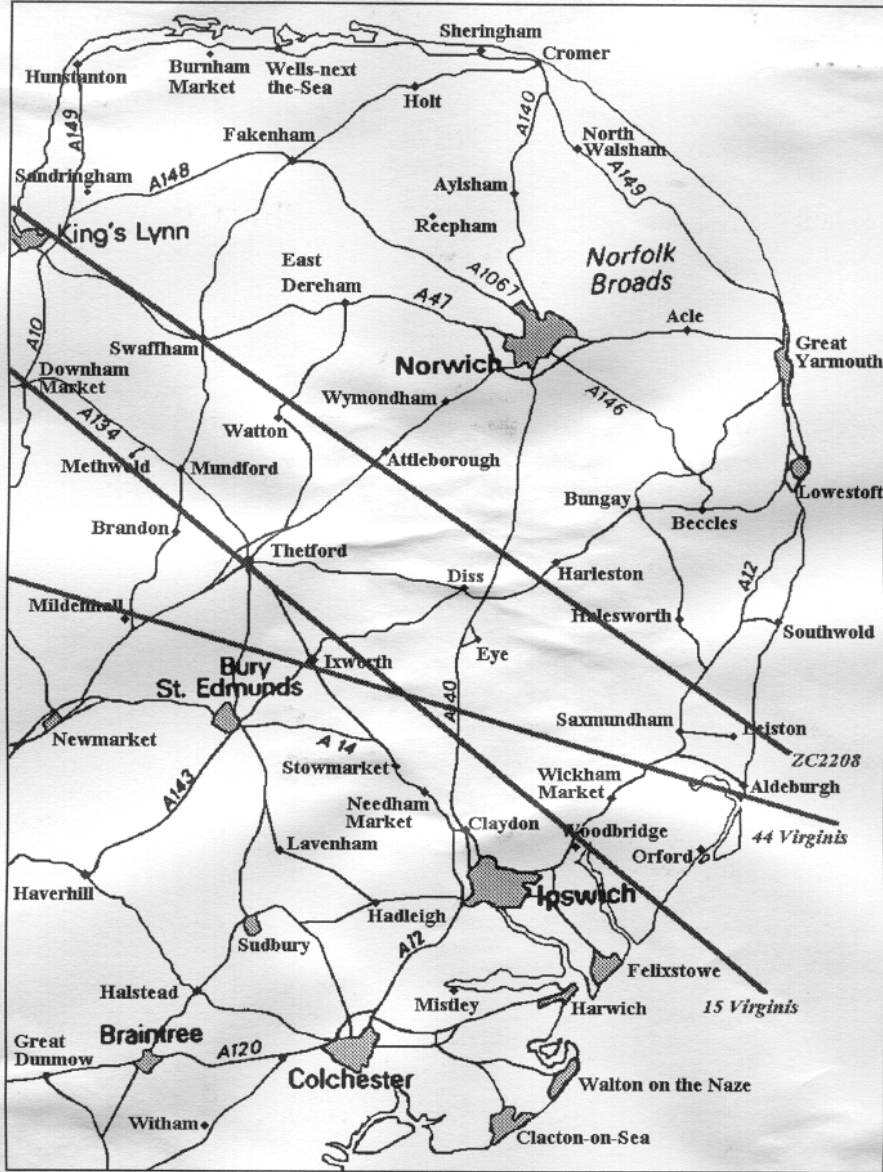 Sheringham
Cromer
Hunstanton
Burnham
Market
Wells-next
the-Sea
Holt
A149
A140
North
Walsham
Fakenham
Sandringham
A148
Aylsham
A149
Reepham
King's Lynn
East
Dereham
A1067
Norfolk
Broads
A47
A10
Acle
Swaffham
Great
Yarmouth
Downham
Market
Norwich
Wymondham
A146
A134
Watton
Methwold
Mundford
Attleborough
Lowestoft
Bungay
Beccles
Brandon
Thetford
Harleston
A12
Diss
Mildenhall
Halesworth
Southwold
Eye
Ixworth
Bury
St. Edmunds
A140
Saxmundham
Leiston
Newmarket
A 14
ZC2208
Stowmarket
Wickham
Market
Aldeburgh
A143
Needham
Market
Claydon
Woodbridge
44 Virginis
Lavenham
Orford
Haverhill
Ipswich
Hadleigh
Sudbury
A12
Felixstowe
Halstead
Mistley
Harwich
15 Virginis
Braintree
Great
Dunmow
A120
Colchester
Walton on the Naze
Witham
Clacton-on-Sea